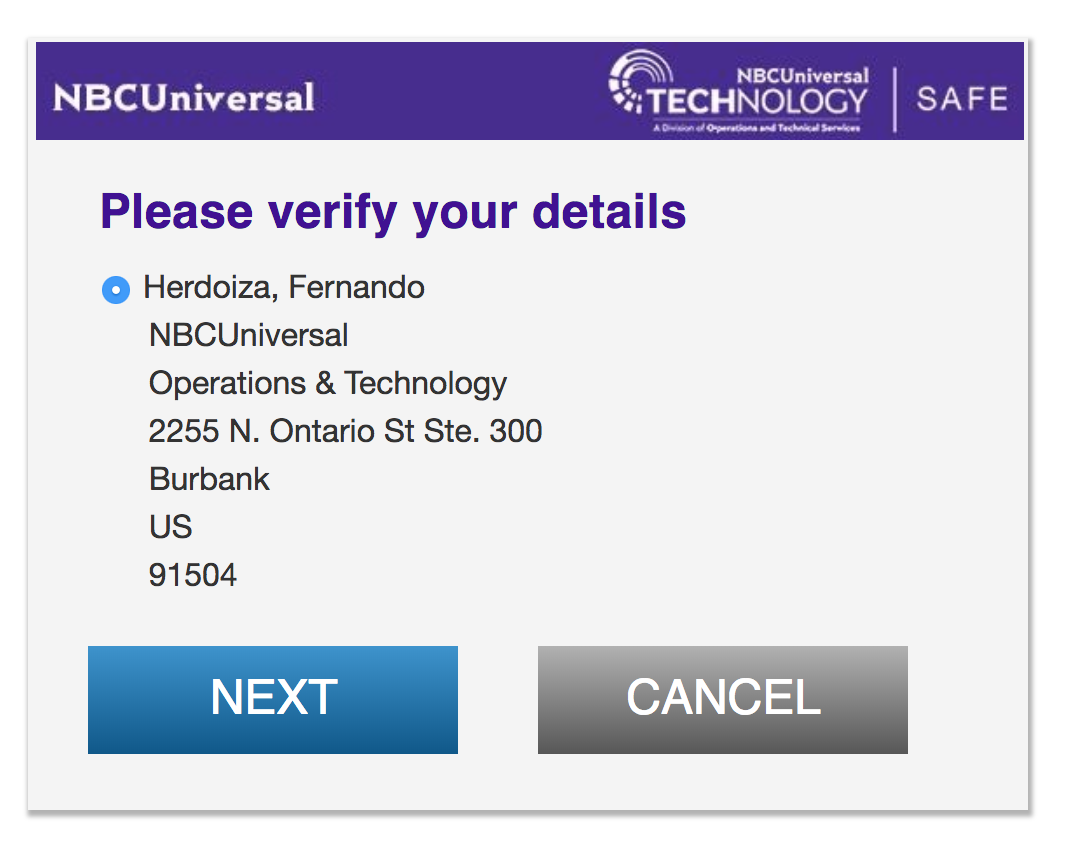 NBCUniversal
NBCUniversal
TECHNOLOGY
A Division of Operations and Technical Services
SAFE
Please verify your details
Herdoiza, Fernando
NBCUniversal
Operations & Technology
2255 N. Ontario St Ste. 300
Burbank
US
91504
NEXT
CANCEL